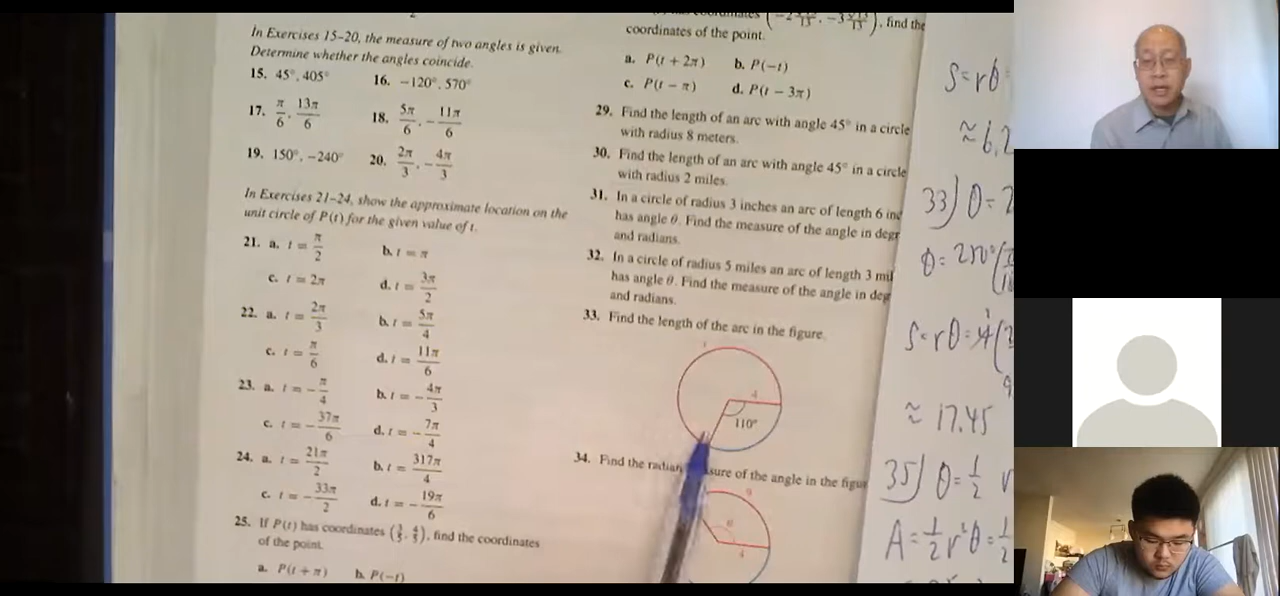 In Exercises 15–20, the measure of two angles is given.
Determine whether the angles coincide.
15. 45°, 405° 16. −120°, 570°
17. π/6, 13π/6 18. 5π/6, −11π/6
19. 150°, −240° 20. 2π/3, −4π/3
In Exercises 21–24, show the approximate location on the
unit circle of P(t) for the given value of t.
21. a. t = π/2 b. t = π
c. t = 2π d. t = 3π/2
22. a. t = 2π/3 b. t = 5π/4
c. t = π/6 d. t = 11π/6
23. a. t = −π/4 b. t = −4π/3
c. t = −37π/6 d. t = −7π/4
24. a. t = 21π/2 b. t = 317π/4
c. t = −33π/2 d. t = −19π/6
25. If P(t) has coordinates (3/5, 4/5), find the coordinates
of the point.
a. P(t + π) b. P(−t)
find the
coordinates of the point.
a. P(t + 2π) b. P(−t)
c. P(t − π) d. P(t − 3π)
29. Find the length of an arc with angle 45° in a circle
with radius 8 meters.
30. Find the length of an arc with angle 45° in a circle
with radius 2 miles.
31. In a circle of radius 3 inches an arc of length 6 inc
has angle θ. Find the measure of the angle in degr
and radians.
32. In a circle of radius 5 miles an arc of length 3 mil
has angle θ. Find the measure of the angle in deg
and radians.
33. Find the length of the arc in the figure.
4
110°
34. Find the radian sure of the angle in the figur
9
θ
4
S = rθ
≈ 6.2
33) θ = 2
S = rθ = 4(
≈ 17.45
35) θ = 1/2 r
A = 1/2 r²θ = 1/2